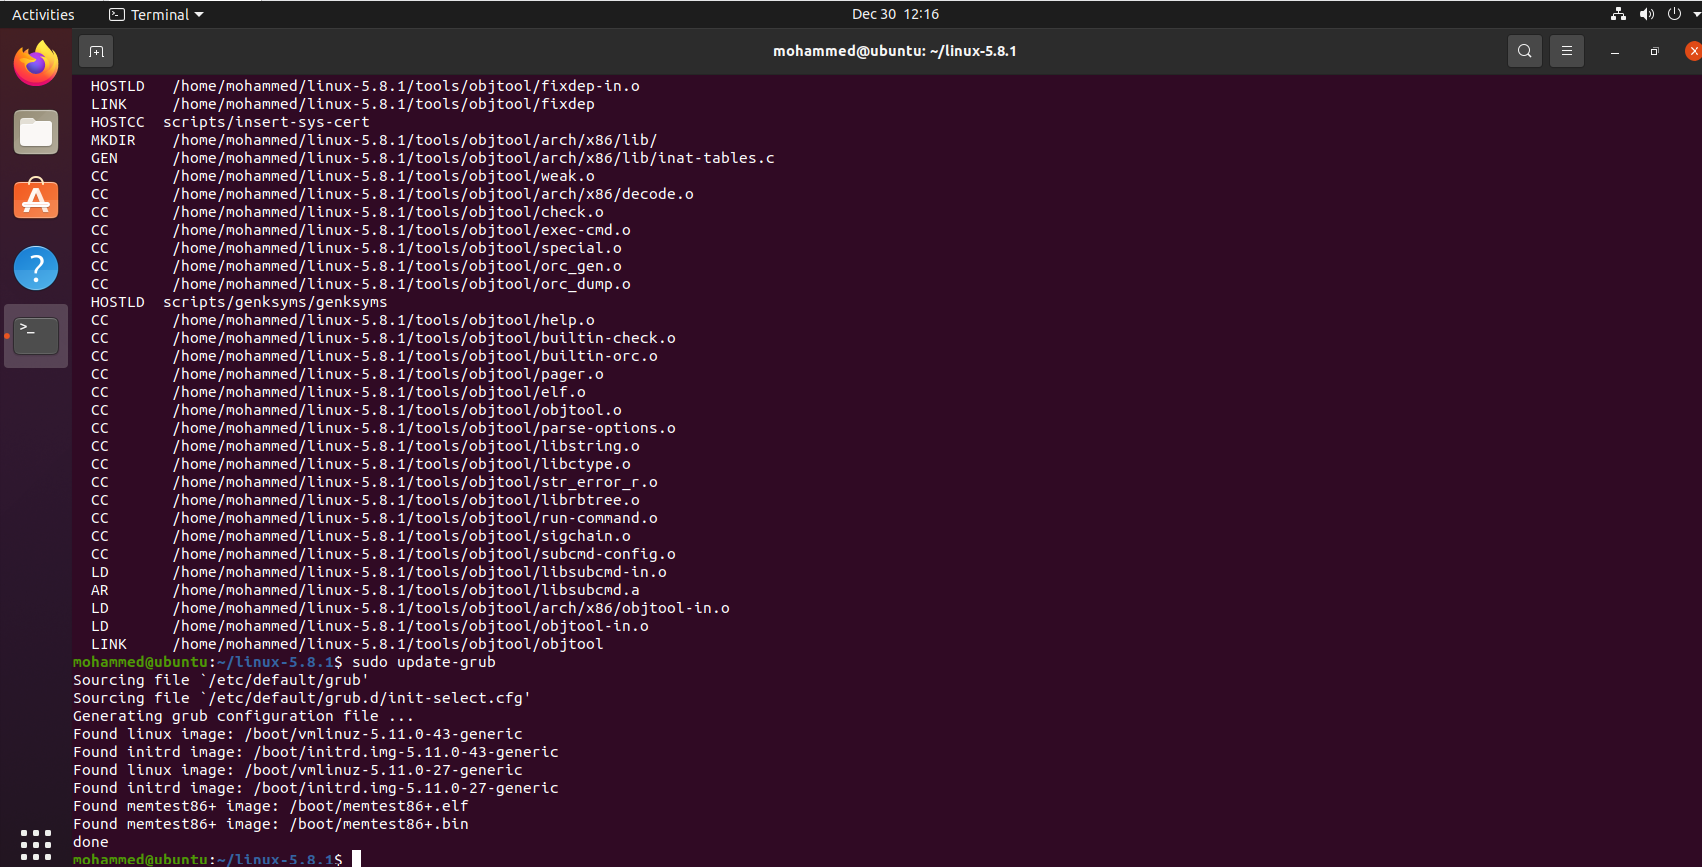 Activities
Terminal
Dec 30 12:16
mohammed@ubuntu: ~/linux-5.8.1
HOSTLD /home/mohammed/linux-5.8.1/tools/objtool/fixdep-in.o
LINK /home/mohammed/linux-5.8.1/tools/objtool/fixdep
HOSTCC scripts/insert-sys-cert
MKDIR /home/mohammed/linux-5.8.1/tools/objtool/arch/x86/lib/
GEN /home/mohammed/linux-5.8.1/tools/objtool/arch/x86/lib/inat-tables.c
CC /home/mohammed/linux-5.8.1/tools/objtool/weak.o
CC /home/mohammed/linux-5.8.1/tools/objtool/arch/x86/decode.o
CC /home/mohammed/linux-5.8.1/tools/objtool/check.o
CC /home/mohammed/linux-5.8.1/tools/objtool/exec-cmd.o
CC /home/mohammed/linux-5.8.1/tools/objtool/special.o
CC /home/mohammed/linux-5.8.1/tools/objtool/orc_gen.o
CC /home/mohammed/linux-5.8.1/tools/objtool/orc_dump.o
HOSTLD scripts/genksyms/genksyms
CC /home/mohammed/linux-5.8.1/tools/objtool/help.o
CC /home/mohammed/linux-5.8.1/tools/objtool/builtin-check.o
CC /home/mohammed/linux-5.8.1/tools/objtool/builtin-orc.o
CC /home/mohammed/linux-5.8.1/tools/objtool/pager.o
CC /home/mohammed/linux-5.8.1/tools/objtool/elf.o
CC /home/mohammed/linux-5.8.1/tools/objtool/objtool.o
CC /home/mohammed/linux-5.8.1/tools/objtool/parse-options.o
CC /home/mohammed/linux-5.8.1/tools/objtool/libstring.o
CC /home/mohammed/linux-5.8.1/tools/objtool/libctype.o
CC /home/mohammed/linux-5.8.1/tools/objtool/str_error_r.o
CC /home/mohammed/linux-5.8.1/tools/objtool/librbtree.o
CC /home/mohammed/linux-5.8.1/tools/objtool/run-command.o
CC /home/mohammed/linux-5.8.1/tools/objtool/sigchain.o
CC /home/mohammed/linux-5.8.1/tools/objtool/subcmd-config.o
LD /home/mohammed/linux-5.8.1/tools/objtool/libsubcmd-in.o
AR /home/mohammed/linux-5.8.1/tools/objtool/libsubcmd.a
LD /home/mohammed/linux-5.8.1/tools/objtool/arch/x86/objtool-in.o
LD /home/mohammed/linux-5.8.1/tools/objtool/objtool-in.o
LINK /home/mohammed/linux-5.8.1/tools/objtool/objtool
mohammed@ubuntu:~/linux-5.8.1$ sudo update-grub
Sourcing file `/etc/default/grub'
Sourcing file `/etc/default/grub.d/init-select.cfg'
Generating grub configuration file ...
Found linux image: /boot/vmlinuz-5.11.0-43-generic
Found initrd image: /boot/initrd.img-5.11.0-43-generic
Found linux image: /boot/vmlinuz-5.11.0-27-generic
Found initrd image: /boot/initrd.img-5.11.0-27-generic
Found memtest86+ image: /boot/memtest86+.elf
Found memtest86+ image: /boot/memtest86+.bin
done
mohammed@ubuntu:~/linux-5.8.1$